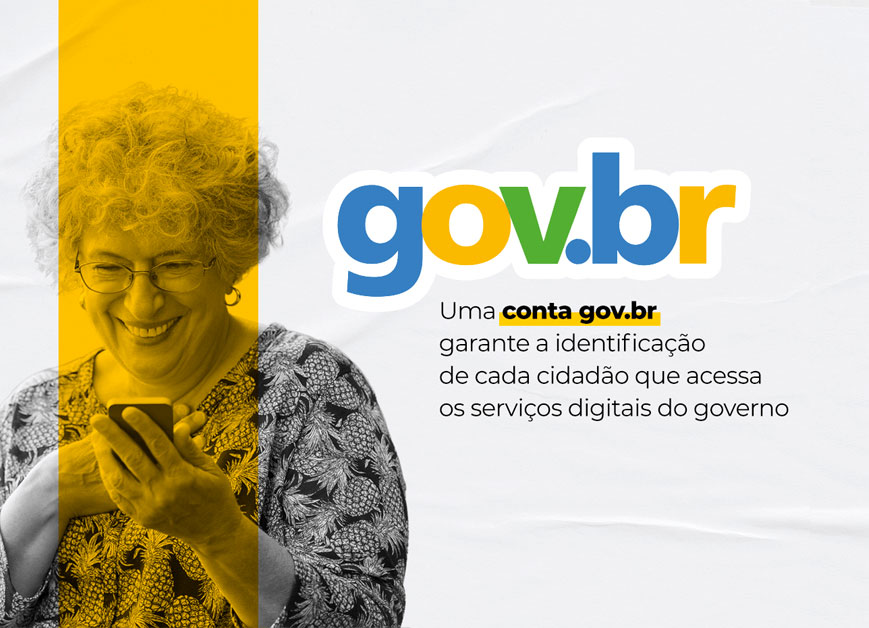 gov.br
Uma conta gov.br
garante a identificação
de cada cidadão que acessa
os serviços digitais do governo